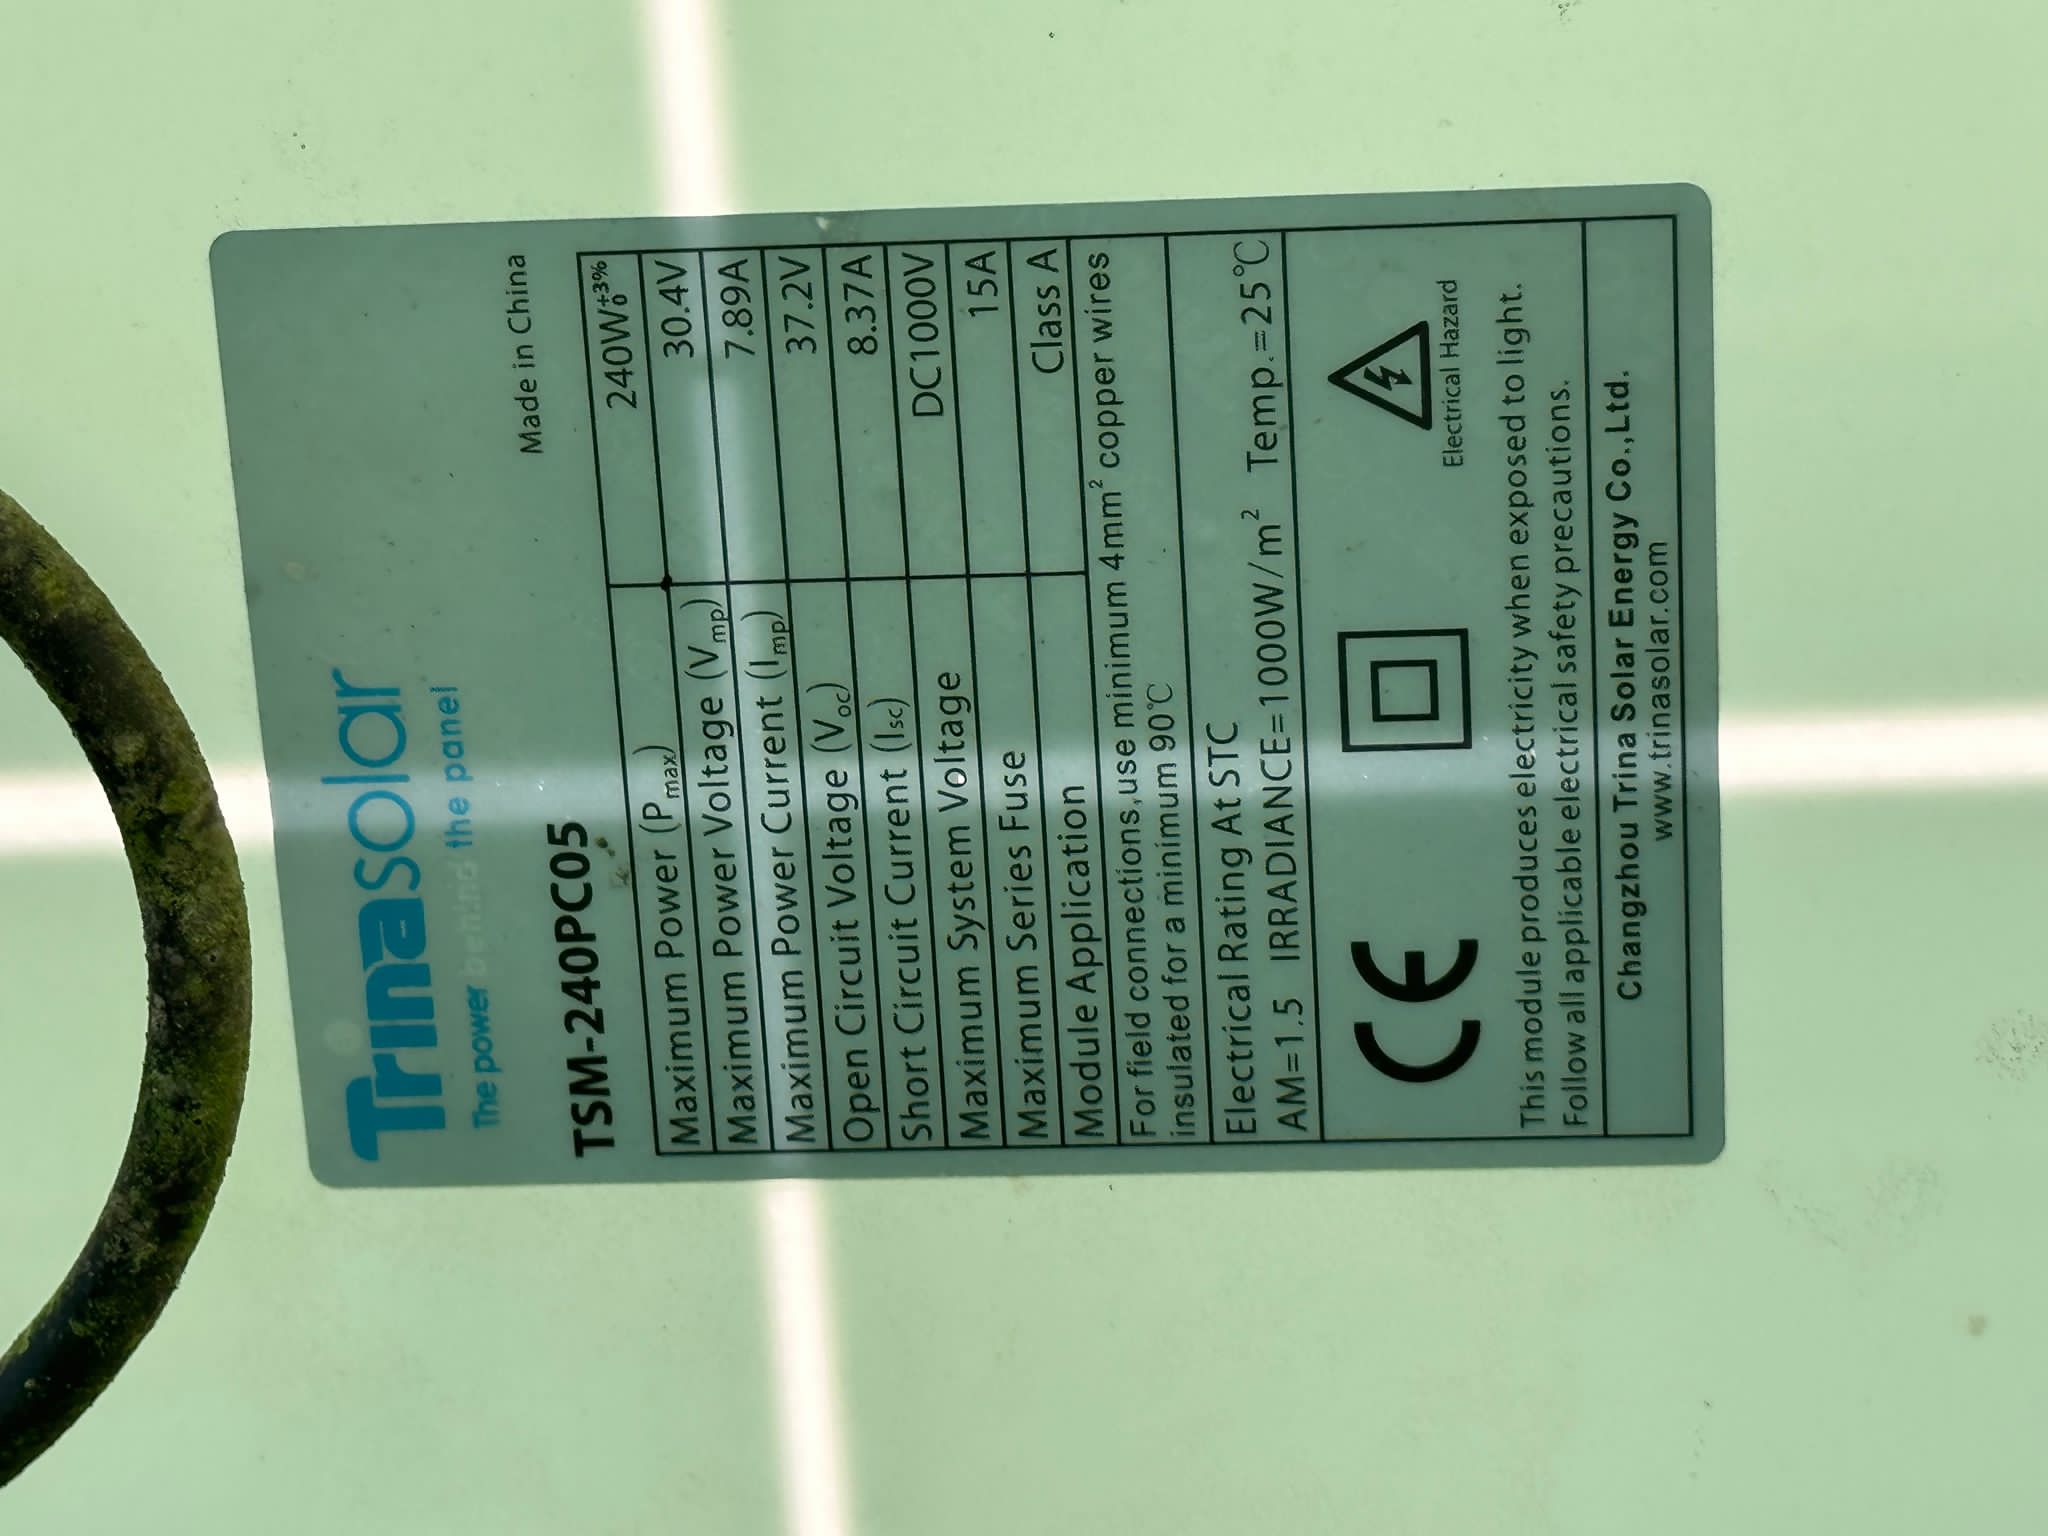 Trinasolar
The power behind the panel
Made in China
TSM-240PC05
Maximum Power (Pmax) 240W+3% 0
Maximum Power Voltage (Vmp) 30.4V
Maximum Power Current (Imp) 7.89A
Open Circuit Voltage (Voc) 37.2V
Short Circuit Current (Isc) 8.37A
Maximum System Voltage DC1000V
Maximum Series Fuse 15A
Module Application Class A
For field connections,use minimum 4mm² copper wires
insulated for a minimum 90℃
Electrical Rating At STC
AM=1.5 IRRADIANCE=1000W/m² Temp.=25℃
CE
Electrical Hazard
This module produces electricity when exposed to light.
Follow all applicable electrical safety precautions.
Changzhou Trina Solar Energy Co.,Ltd.
www.trinasolar.com